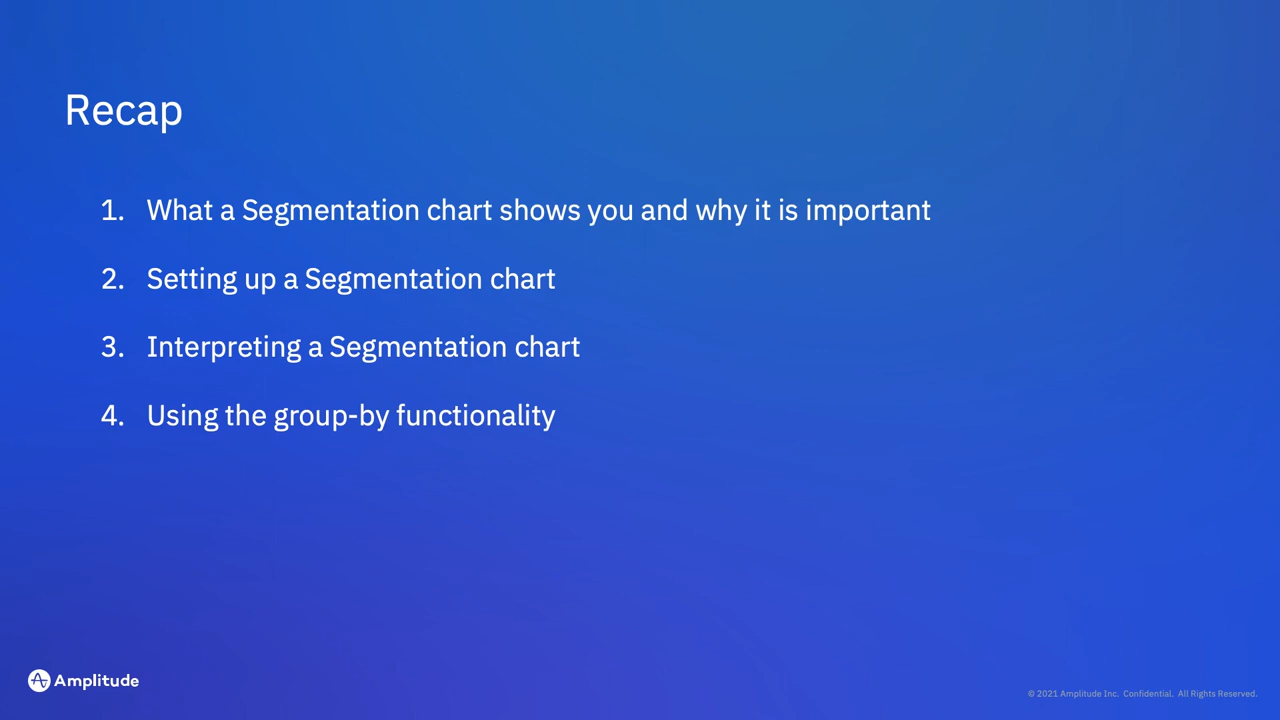 Recap
1. What a Segmentation chart shows you and why it is important
2. Setting up a Segmentation chart
3. Interpreting a Segmentation chart
4. Using the group-by functionality
Amplitude
© 2021 Amplitude Inc. Confidential. All Rights Reserved.